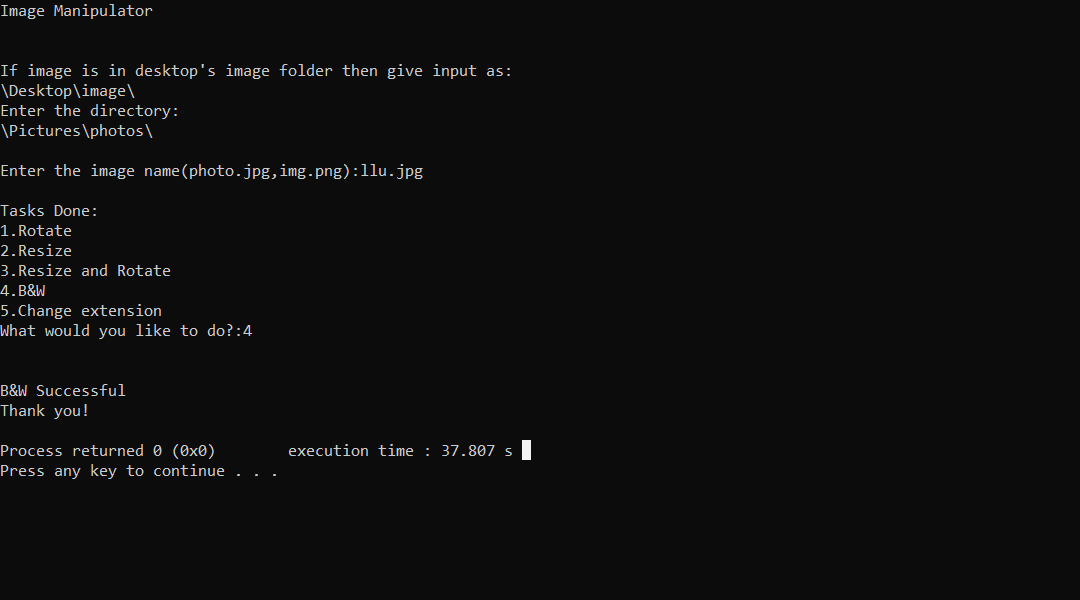 Image Manipulator
If image is in desktop's image folder then give input as:
\Desktop\image\
Enter the directory:
\Pictures\photos\
Enter the image name(photo.jpg,img.png):llu.jpg
Tasks Done:
1.Rotate
2.Resize
3.Resize and Rotate
4.B&W
5.Change extension
What would you like to do?:4
B&W Successful
Thank you!
Process returned 0 (0x0)        execution time : 37.807 s
Press any key to continue . . .